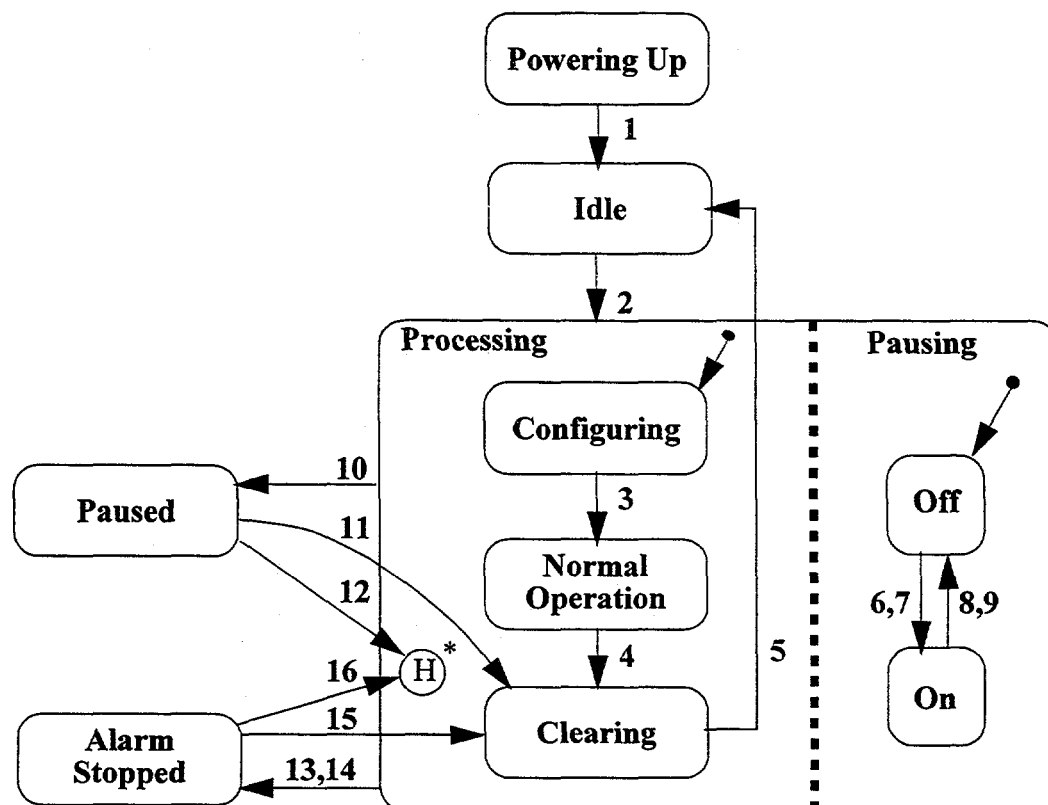 Powering Up
1
Idle
2
Processing
Pausing
Configuring
10
Paused
3
Off
11
Normal
Operation
12
6,7
8,9
H*
4
5
16
On
15
Clearing
Alarm
Stopped
13,14